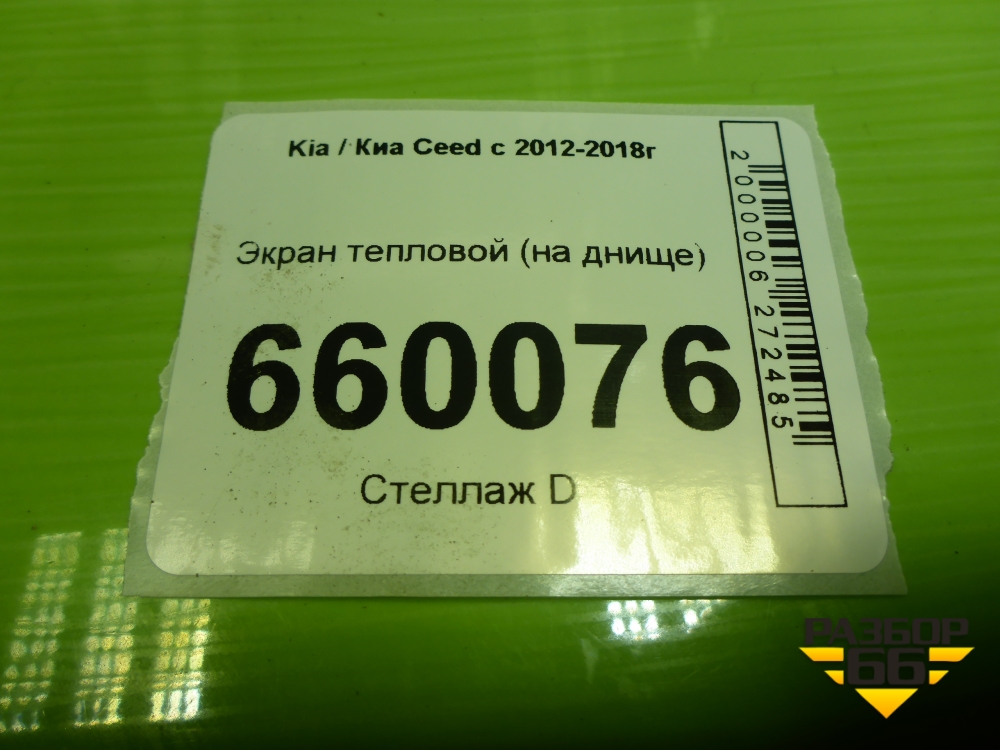 Kia / Киа Ceed с 2012-2018г
Экран тепловой (на днище)
660076
Стеллаж D
2000006272485
РАЗБОР
66